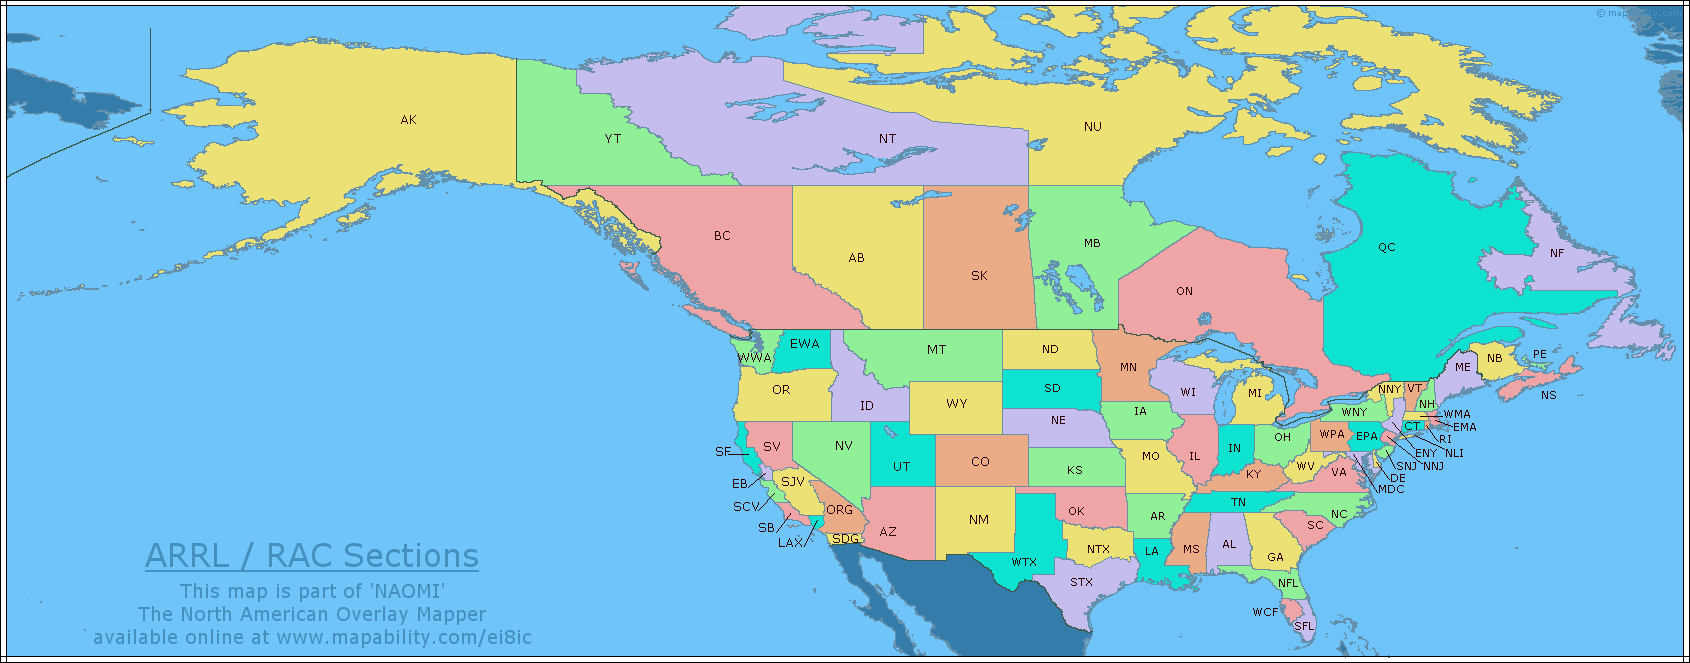 © mapability.com
AK
YT
NT
NU
BC
AB
SK
MB
ON
QC
NF
WWA
EWA
MT
ND
MN
NB
PE
ME
NS
OR
ID
WY
SD
WI
MI
NNY
VT
NH
NE
IA
WNY
WMA
EMA
CT
RI
SF
SV
NV
UT
CO
KS
MO
IL
IN
OH
WPA
EPA
ENY
NLI
NNJ
SNJ
DE
MDC
EB
SJV
KY
WV
VA
SCV
SB
ORG
LAX
SDG
AZ
NM
OK
AR
TN
NC
SC
WTX
NTX
LA
MS
AL
GA
STX
NFL
WCF
SFL
ARRL / RAC Sections
This map is part of 'NAOMI'
The North American Overlay Mapper
available online at www.mapability.com/ei8ic